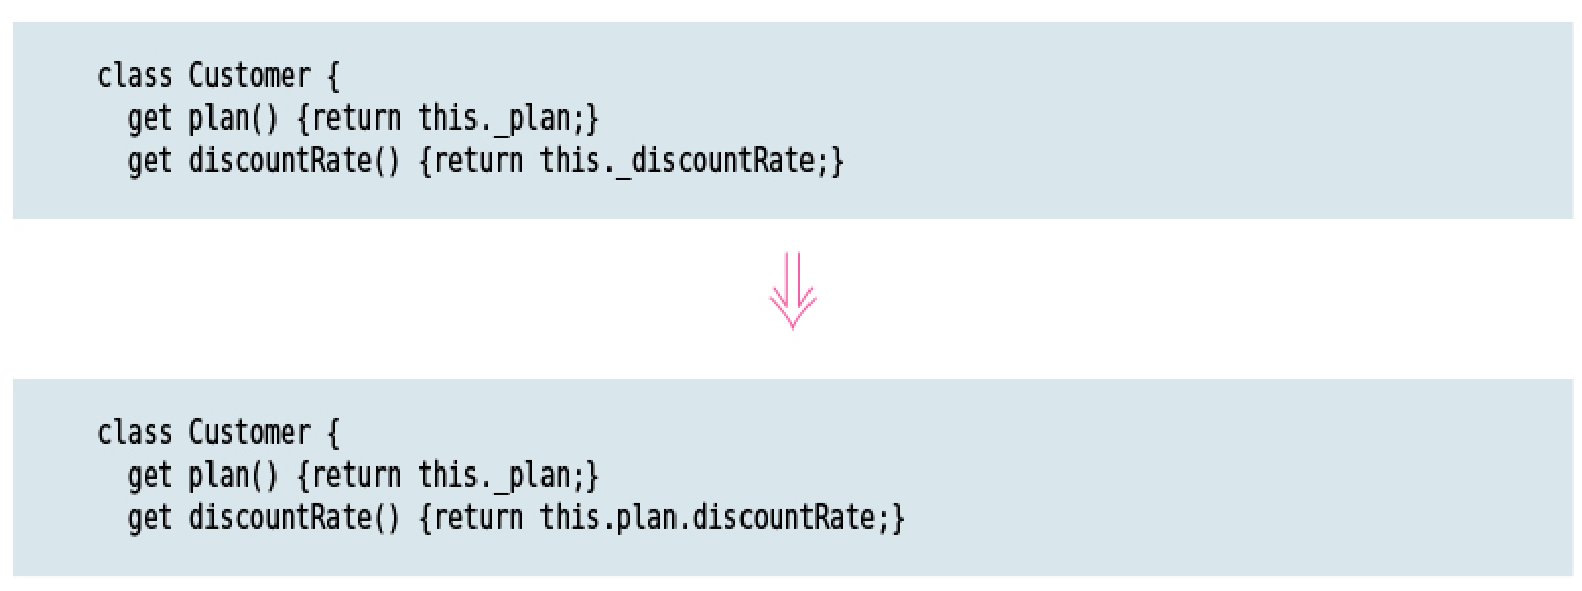 class Customer {
  get plan() {return this._plan;}
  get discountRate() {return this._discountRate;}
class Customer {
  get plan() {return this._plan;}
  get discountRate() {return this.plan.discountRate;}